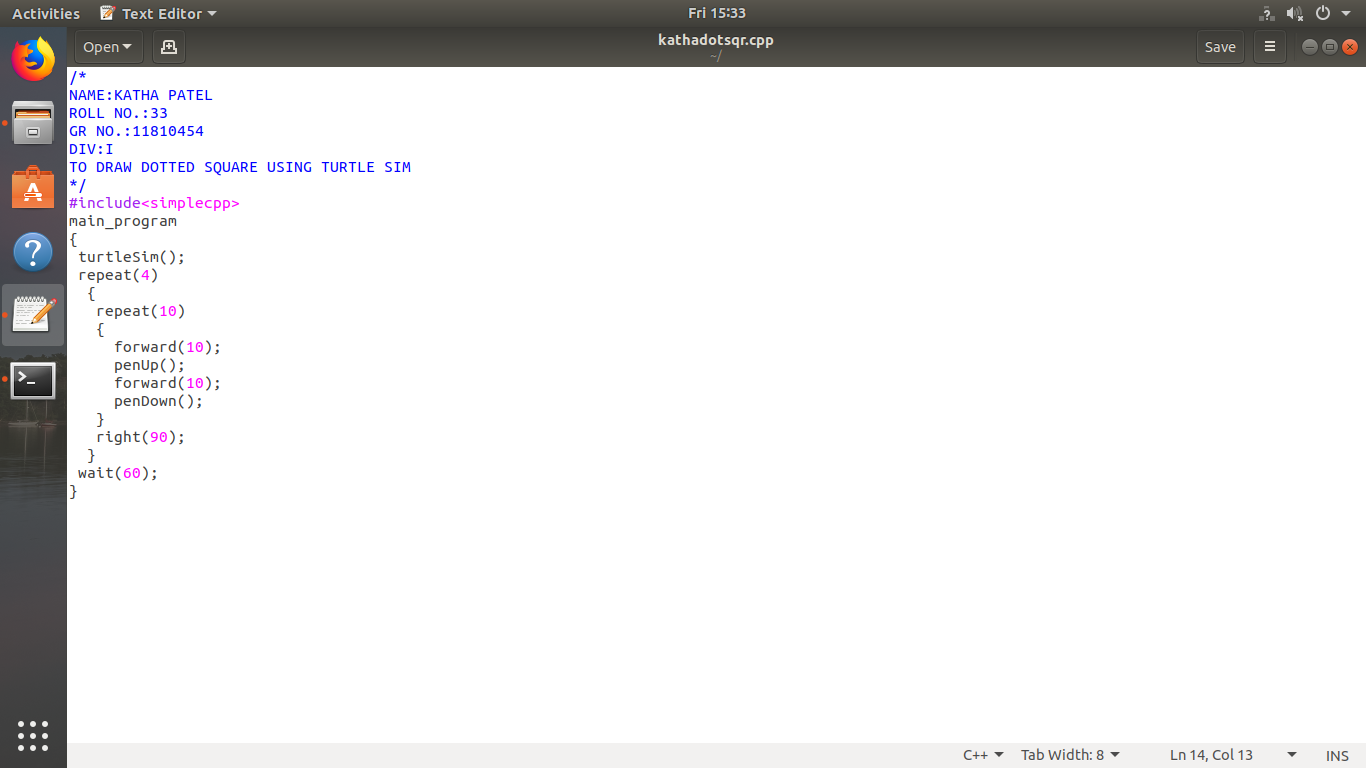 Activities Text Editor Fri 15:33
Open kathadotsqr.cpp Save
~/
/*
NAME:KATHA PATEL
ROLL NO.:33
GR NO.:11810454
DIV:I
TO DRAW DOTTED SQUARE USING TURTLE SIM
*/
#include<simplecpp>
main_program
{
 turtleSim();
 repeat(4)
  {
   repeat(10)
   {
     forward(10);
     penUp();
     forward(10);
     penDown();
   }
   right(90);
  }
 wait(60);
}
C++ Tab Width: 8 Ln 14, Col 13 INS